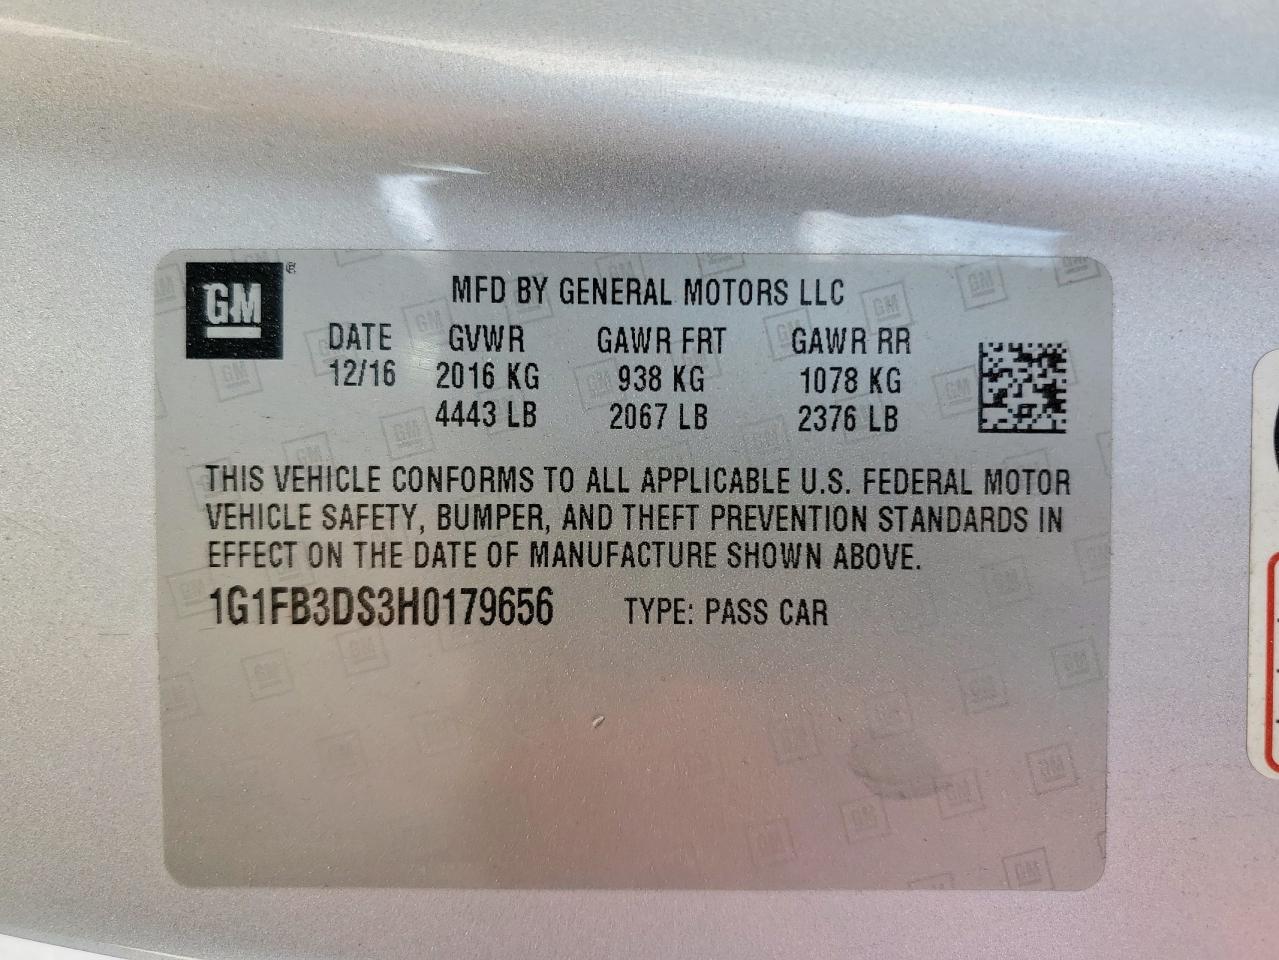 GM ®
MFD BY GENERAL MOTORS LLC
DATE GVWR GAWR FRT GAWR RR
12/16 2016 KG 938 KG 1078 KG
4443 LB 2067 LB 2376 LB
THIS VEHICLE CONFORMS TO ALL APPLICABLE U.S. FEDERAL MOTOR
VEHICLE SAFETY, BUMPER, AND THEFT PREVENTION STANDARDS IN
EFFECT ON THE DATE OF MANUFACTURE SHOWN ABOVE.
1G1FB3DS3H0179656 TYPE: PASS CAR